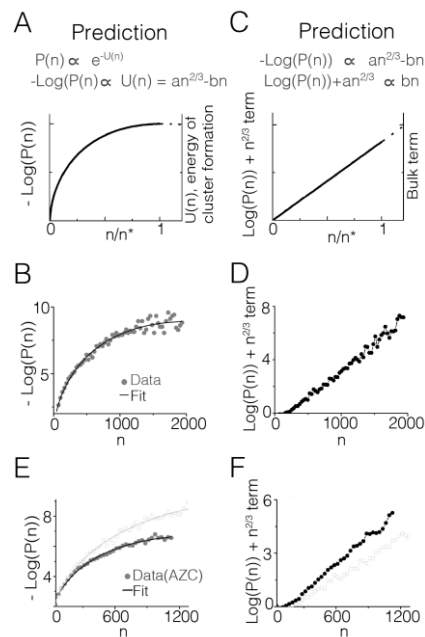 A
Prediction
P(n) ∝ e^-U(n)
-Log(P(n)∝ U(n) = an^2/3-bn
- Log(P(n))
U(n), energy of
cluster formation
0
1
n/n*
C
Prediction
-Log(P(n)) ∝ an^2/3-bn
Log(P(n))+an^2/3 ∝ bn
Log(P(n)) + n^2/3 term
Bulk term
0
1
n/n*
B
- Log(P(n))
10
5
Data
Fit
0
1000
2000
n
D
Log(P(n)) + n^2/3 term
8
4
0
0
1000
2000
n
E
- Log(P(n))
8
4
Data(AZC)
Fit
0
600
1200
n
F
Log(P(n)) + n^2/3 term
6
3
0
0
600
1200
n